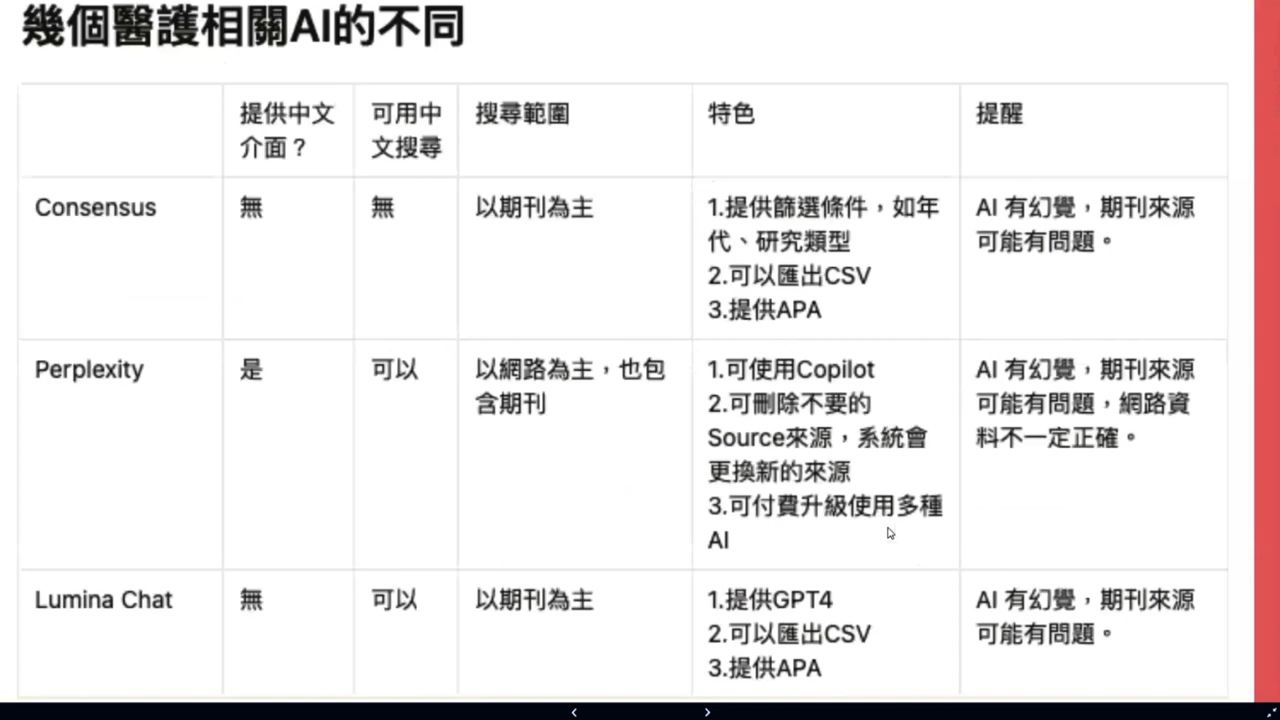 幾個醫護相關AI的不同
提供中文
介面？
可用中
文搜尋
搜尋範圍
特色
提醒
Consensus
無
無
以期刊為主
1.提供篩選條件，如年
代、研究類型
2.可以匯出CSV
3.提供APA
AI 有幻覺，期刊來源
可能有問題。
Perplexity
是
可以
以網路為主，也包
含期刊
1.可使用Copilot
2.可刪除不要的
Source來源，系統會
更換新的來源
3.可付費升級使用多種
AI
AI 有幻覺，期刊來源
可能有問題，網路資
料不一定正確。
Lumina Chat
無
可以
以期刊為主
1.提供GPT4
2.可以匯出CSV
3.提供APA
AI 有幻覺，期刊來源
可能有問題。